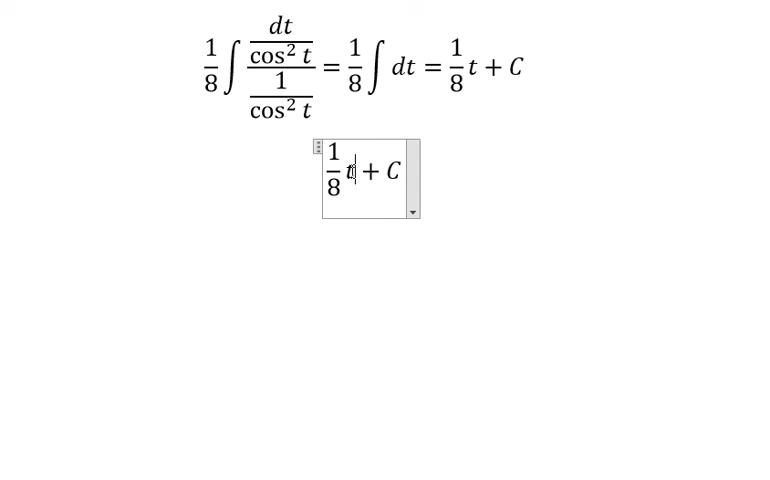 1/8 ∫ (dt/cos² t)/(1/cos² t) = 1/8 ∫ dt = 1/8 t + C
1/8 t + C